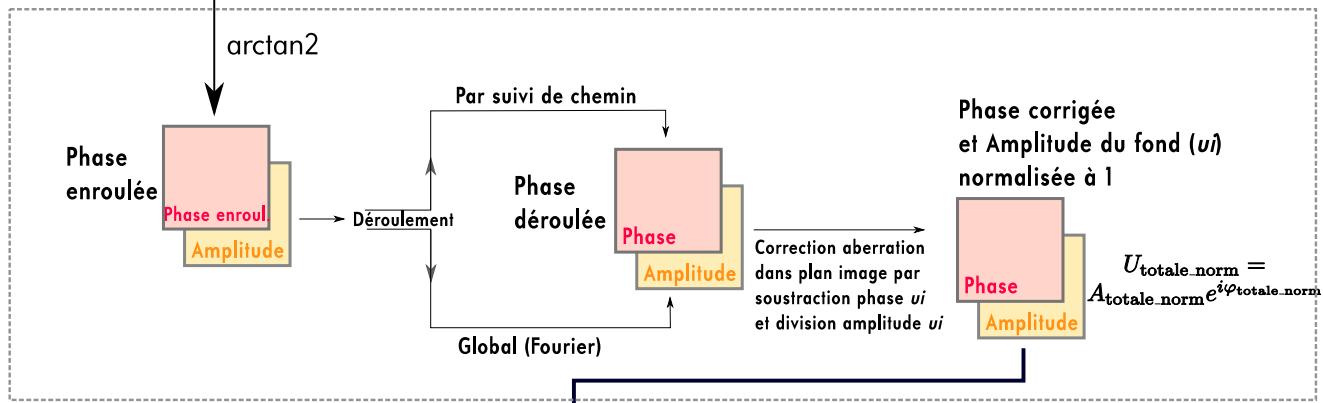 arctan2
Phase
enroulée
Phase enroul.
Amplitude
Déroulement
Par suivi de chemin
Global (Fourier)
Phase
déroulée
Phase
Amplitude
Correction aberration
dans plan image par
soustraction phase ui
et division amplitude ui
Phase corrigée
et Amplitude du fond (ui)
normalisée à 1
Phase
Amplitude
U_totale_norm =
A_totale_norm e^{iφ_totale_norm}